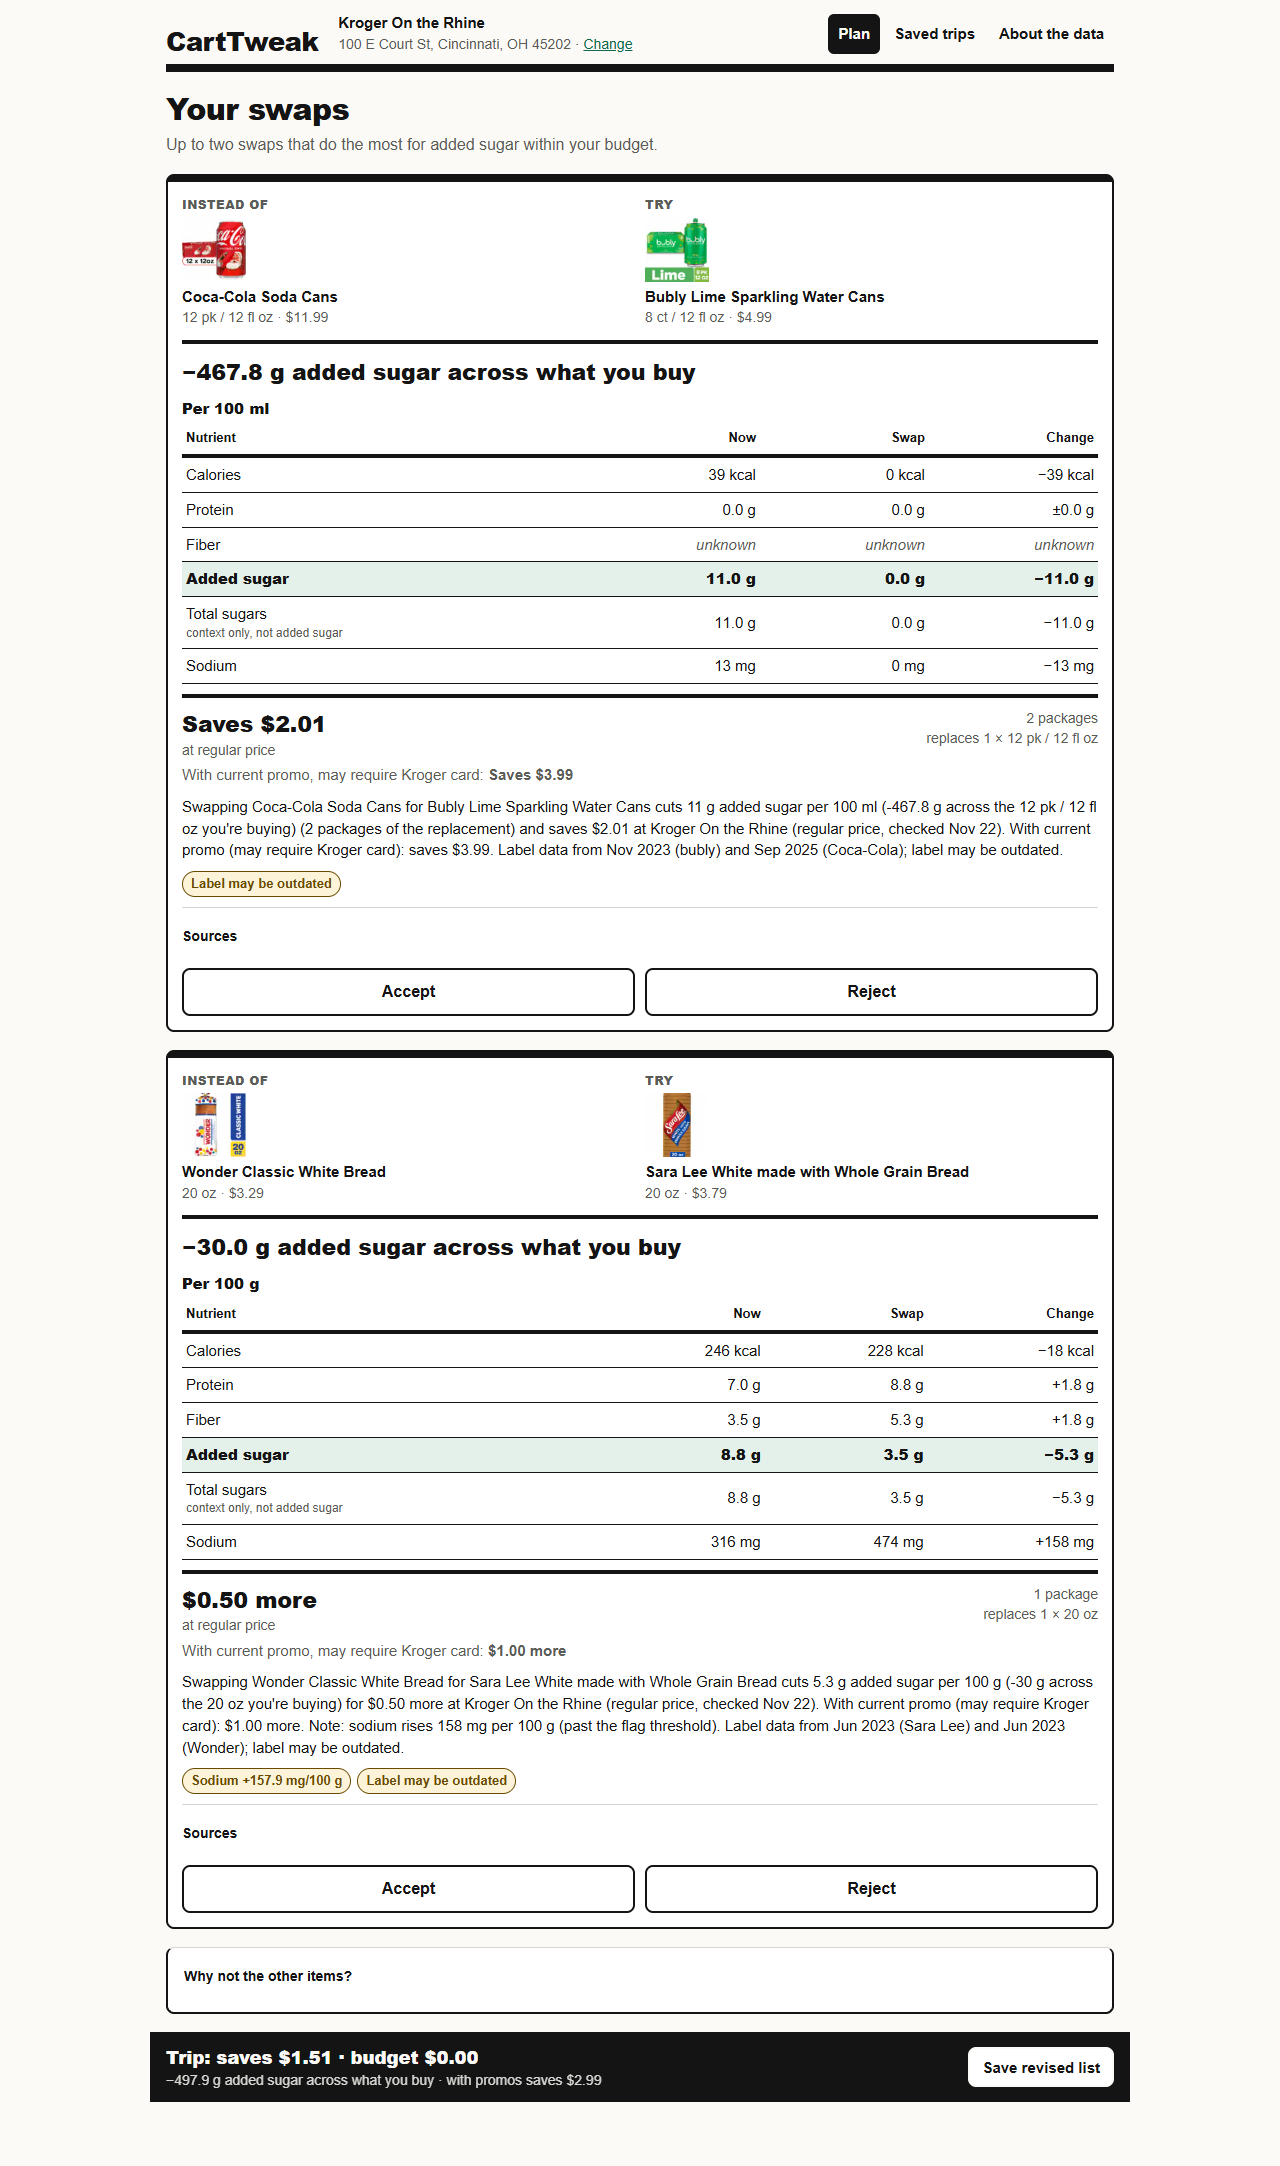 CartTweak
Kroger On the Rhine
100 E Court St, Cincinnati, OH 45202 · Change
Plan
Saved trips
About the data
Your swaps
Up to two swaps that do the most for added sugar within your budget.
INSTEAD OF
TRY
12 x 12oz
bubly
bubly
Lime
Coca-Cola Soda Cans
Bubly Lime Sparkling Water Cans
12 pk / 12 fl oz · $11.99
8 ct / 12 fl oz · $4.99
−467.8 g added sugar across what you buy
Per 100 ml
Nutrient Now Swap Change
Calories 39 kcal 0 kcal −39 kcal
Protein 0.0 g 0.0 g ±0.0 g
Fiber unknown unknown unknown
Added sugar 11.0 g 0.0 g −11.0 g
Total sugars 11.0 g 0.0 g −11.0 g
context only, not added sugar
Sodium 13 mg 0 mg −13 mg
Saves $2.01
2 packages
at regular price
replaces 1 × 12 pk / 12 fl oz
With current promo, may require Kroger card: Saves $3.99
Swapping Coca-Cola Soda Cans for Bubly Lime Sparkling Water Cans cuts 11 g added sugar per 100 ml (-467.8 g across the 12 pk / 12 fl
oz you're buying) (2 packages of the replacement) and saves $2.01 at Kroger On the Rhine (regular price, checked Nov 22). With current
promo (may require Kroger card): saves $3.99. Label data from Nov 2023 (bubly) and Sep 2025 (Coca-Cola); label may be outdated.
Label may be outdated
Sources
Accept
Reject
INSTEAD OF
TRY
WONDER
CLASSIC WHITE
20
OZ
Sara Lee
Wonder Classic White Bread
Sara Lee White made with Whole Grain Bread
20 oz · $3.29
20 oz · $3.79
−30.0 g added sugar across what you buy
Per 100 g
Nutrient Now Swap Change
Calories 246 kcal 228 kcal −18 kcal
Protein 7.0 g 8.8 g +1.8 g
Fiber 3.5 g 5.3 g +1.8 g
Added sugar 8.8 g 3.5 g −5.3 g
Total sugars 8.8 g 3.5 g −5.3 g
context only, not added sugar
Sodium 316 mg 474 mg +158 mg
$0.50 more
1 package
at regular price
replaces 1 × 20 oz
With current promo, may require Kroger card: $1.00 more
Swapping Wonder Classic White Bread for Sara Lee White made with Whole Grain Bread cuts 5.3 g added sugar per 100 g (-30 g across
the 20 oz you're buying) for $0.50 more at Kroger On the Rhine (regular price, checked Nov 22). With current promo (may require Kroger
card): $1.00 more. Note: sodium rises 158 mg per 100 g (past the flag threshold). Label data from Jun 2023 (Sara Lee) and Jun 2023
(Wonder); label may be outdated.
Sodium +157.9 mg/100 g
Label may be outdated
Sources
Accept
Reject
Why not the other items?
Trip: saves $1.51 · budget $0.00
−497.9 g added sugar across what you buy · with promos saves $2.99
Save revised list